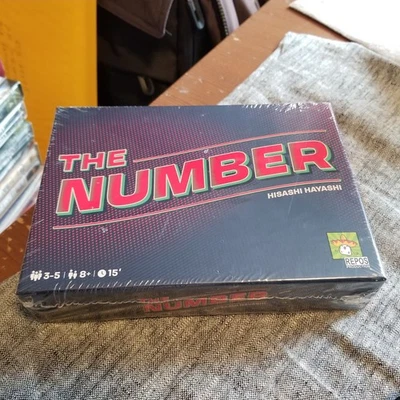 THE
NUMBER
HISASHI HAYASHI
3-5 8+ 15'
REPOS
NUMBER